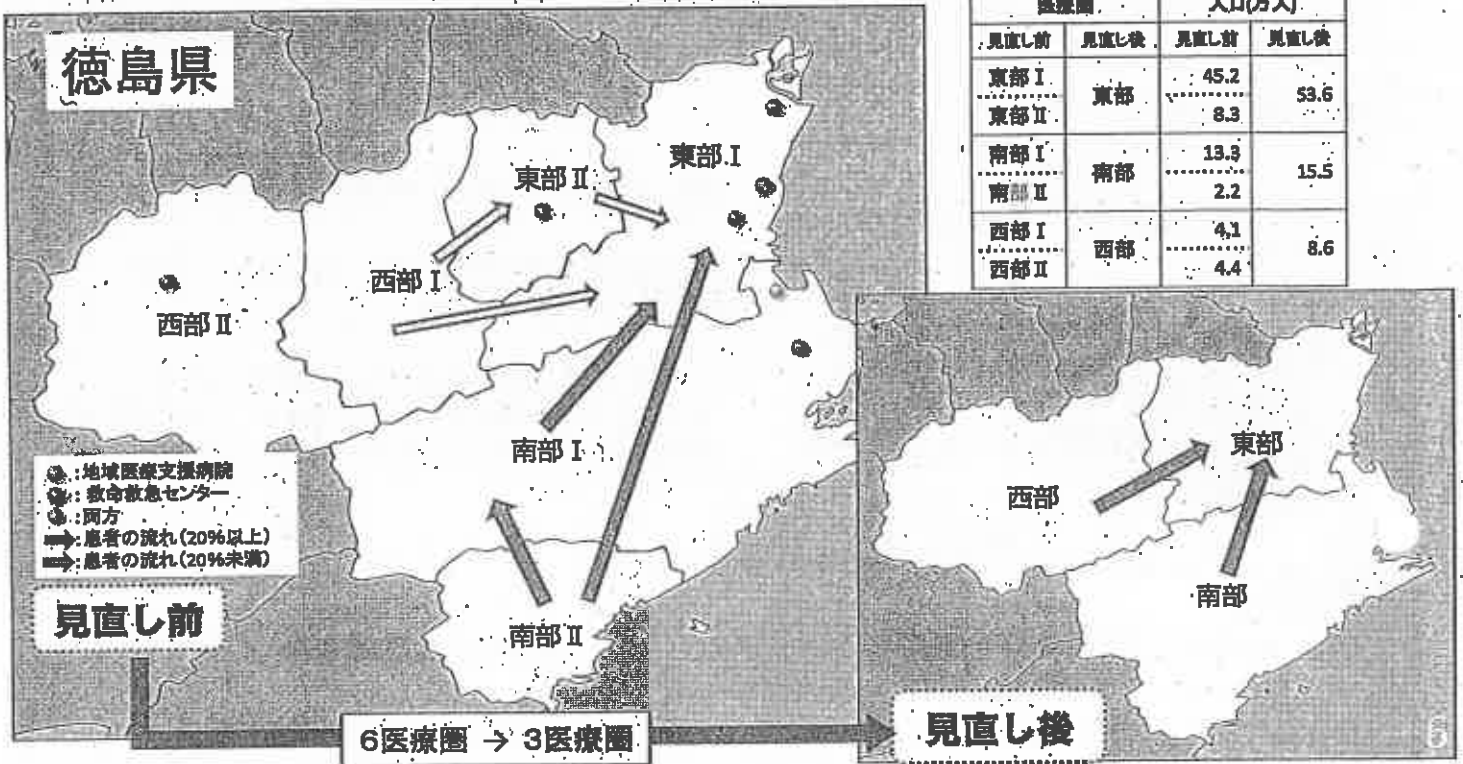 徳島県
医療圏 人口(万人)
見直し前 見直し後 見直し前 見直し後
東部Ⅰ 東部 45.2 53.6
東部Ⅱ 8.3
南部Ⅰ 南部 13.3 15.5
南部Ⅱ 2.2
西部Ⅰ 西部 4.1 8.6
西部Ⅱ 4.4
東部Ⅰ
東部Ⅱ
西部Ⅰ
西部Ⅱ
南部Ⅰ
南部Ⅱ
:地域医療支援病院
:救命救急センター
:両方
:患者の流れ(20%以上)
:患者の流れ(20%未満)
見直し前
6医療圏 → 3医療圏
東部
西部
南部
見直し後